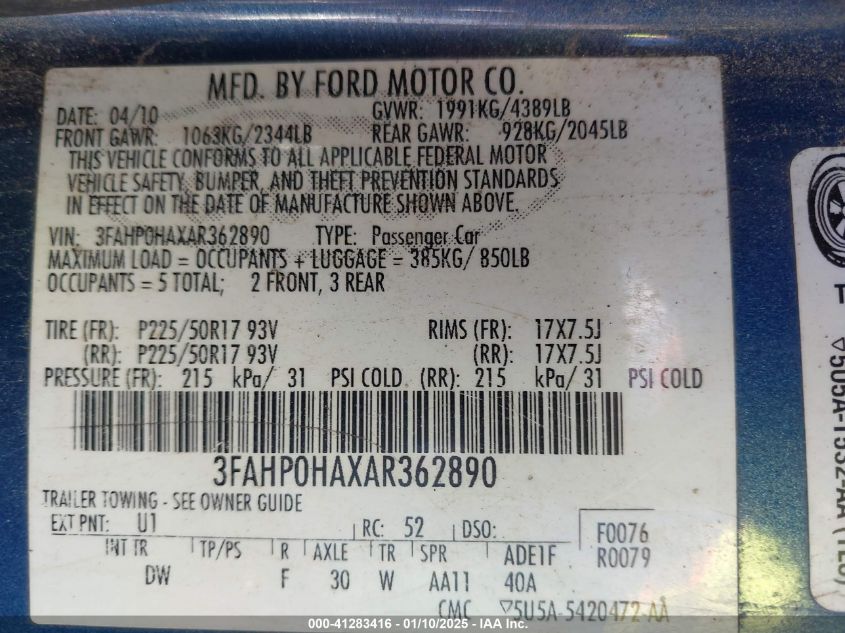 MFD. BY FORD MOTOR CO.
DATE: 04/10 GVWR: 1991KG/4389LB
FRONT GAWR: 1063KG/2344LB REAR GAWR: 928KG/2045LB
THIS VEHICLE CONFORMS TO ALL APPLICABLE FEDERAL MOTOR
VEHICLE SAFETY, BUMPER, AND THEFT PREVENTION STANDARDS
IN EFFECT ON THE DATE OF MANUFACTURE SHOWN ABOVE.
VIN: 3FAHP0HAXAR362890 TYPE: Passenger Car
MAXIMUM LOAD = OCCUPANTS + LUGGAGE = 385KG/ 850LB
OCCUPANTS = 5 TOTAL; 2 FRONT, 3 REAR
TIRE (FR): P225/50R17 93V RIMS (FR): 17X7.5J
(RR): P225/50R17 93V (RR): 17X7.5J
PRESSURE (FR): 215 kPa/ 31 PSI COLD (RR): 215 kPa/ 31 PSI COLD
3FAHP0HAXAR362890
TRAILER TOWING - SEE OWNER GUIDE
EXT PNT: U1 RC: 52 DSO: F0076
INT TR TP/PS R AXLE TR SPR ADE1F R0079
DW F 30 W AA11 40A
CMC 5U5A-5420472-AA
000-41283416 - 01/10/2025 - IAA Inc.